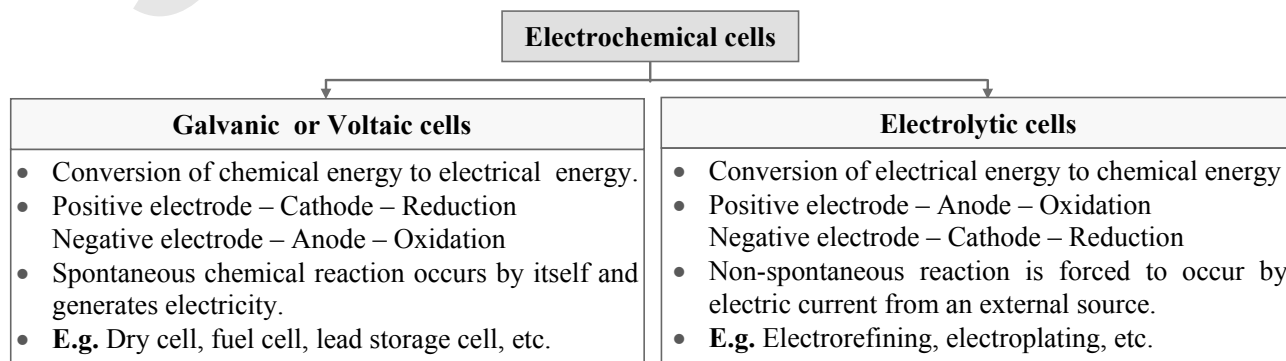 Electrochemical cells
Galvanic or Voltaic cells
• Conversion of chemical energy to electrical energy.
• Positive electrode – Cathode – Reduction
Negative electrode – Anode – Oxidation
• Spontaneous chemical reaction occurs by itself and
generates electricity.
• E.g. Dry cell, fuel cell, lead storage cell, etc.
Electrolytic cells
• Conversion of electrical energy to chemical energy
• Positive electrode – Anode – Oxidation
Negative electrode – Cathode – Reduction
• Non-spontaneous reaction is forced to occur by
electric current from an external source.
• E.g. Electrorefining, electroplating, etc.